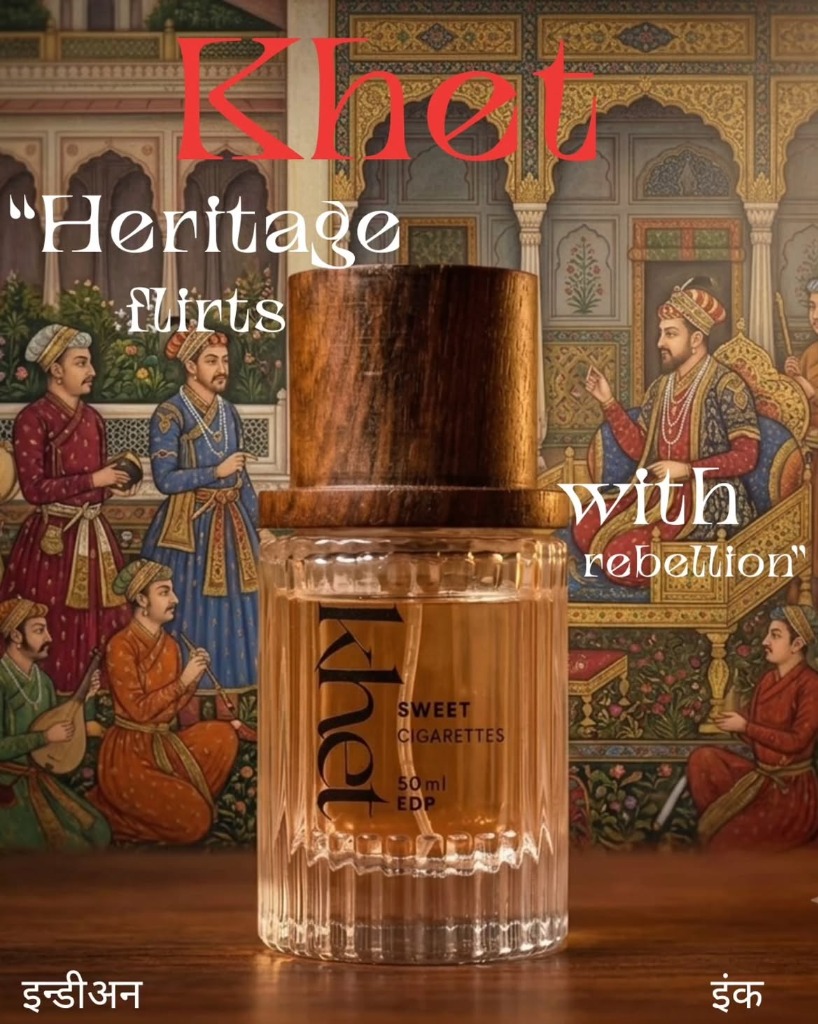 Khet
“Heritage
flirts
with
rebellion”
khet
SWEET
CIGARETTES
50 ml
EDP
इन्डीअन
इंक